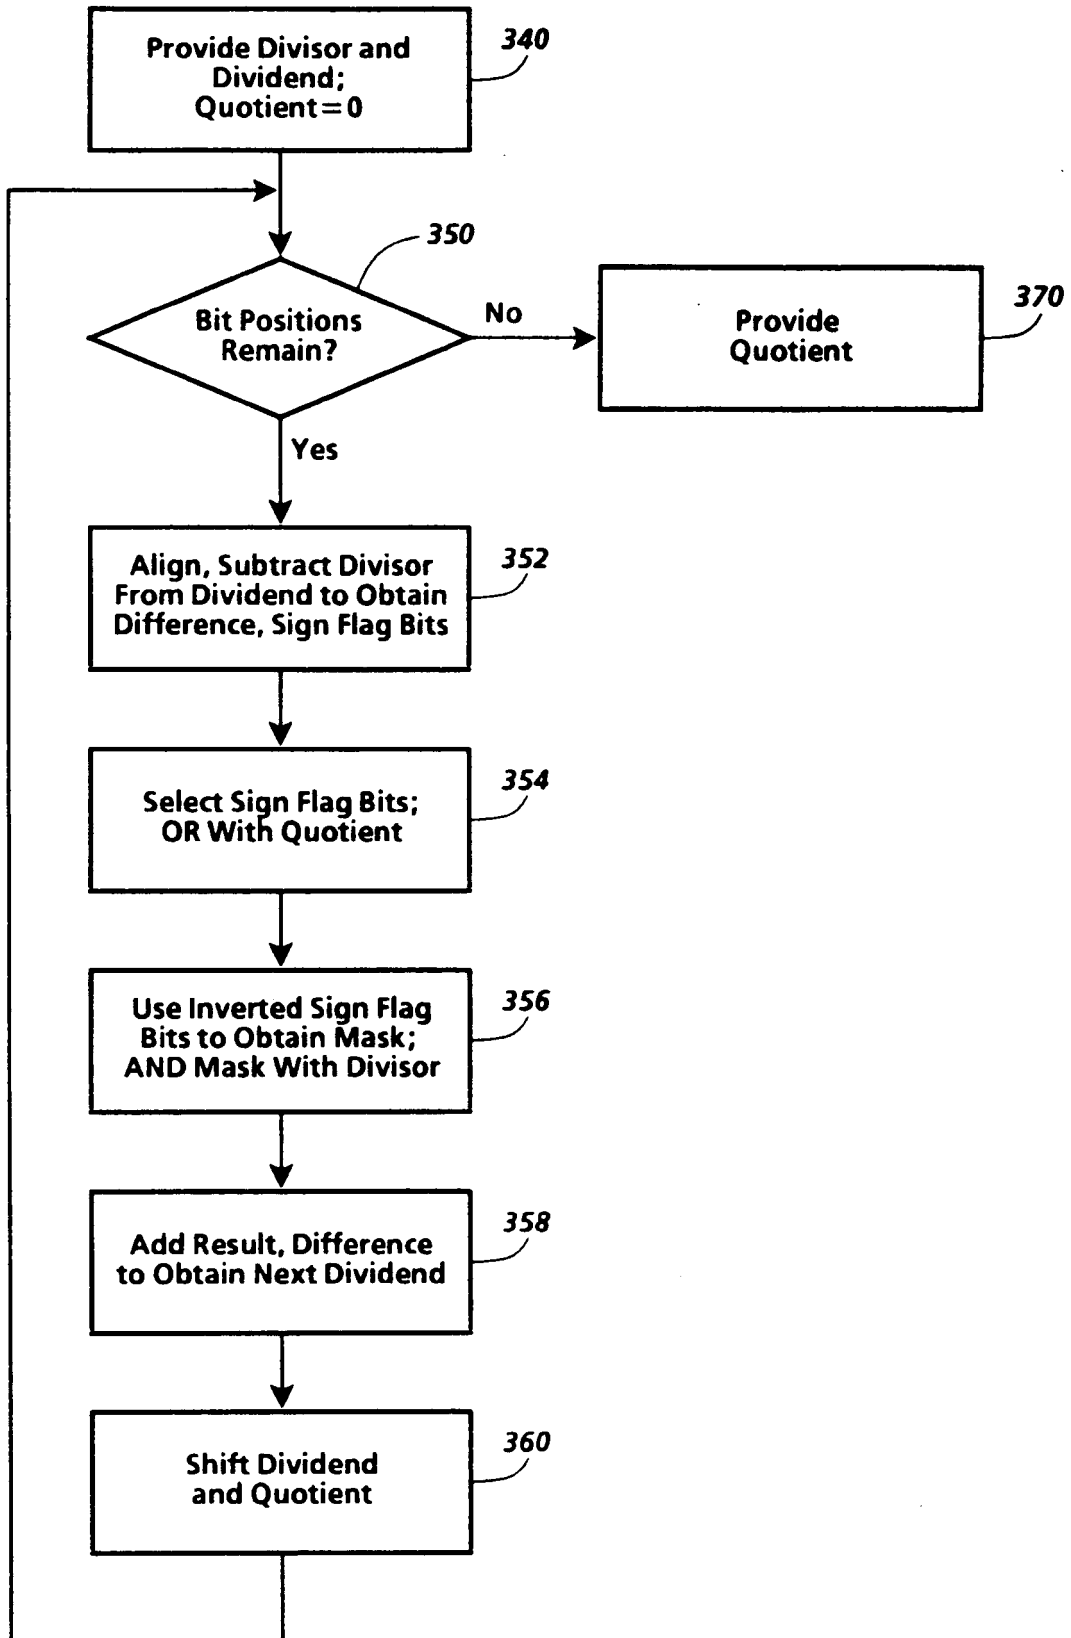 Provide Divisor and
Dividend;
Quotient=0
340
350
Bit Positions
Remain?
No
Provide
Quotient
370
Yes
Align, Subtract Divisor
From Dividend to Obtain
Difference, Sign Flag Bits
352
Select Sign Flag Bits;
OR With Quotient
354
Use Inverted Sign Flag
Bits to Obtain Mask;
AND Mask With Divisor
356
Add Result, Difference
to Obtain Next Dividend
358
Shift Dividend
and Quotient
360